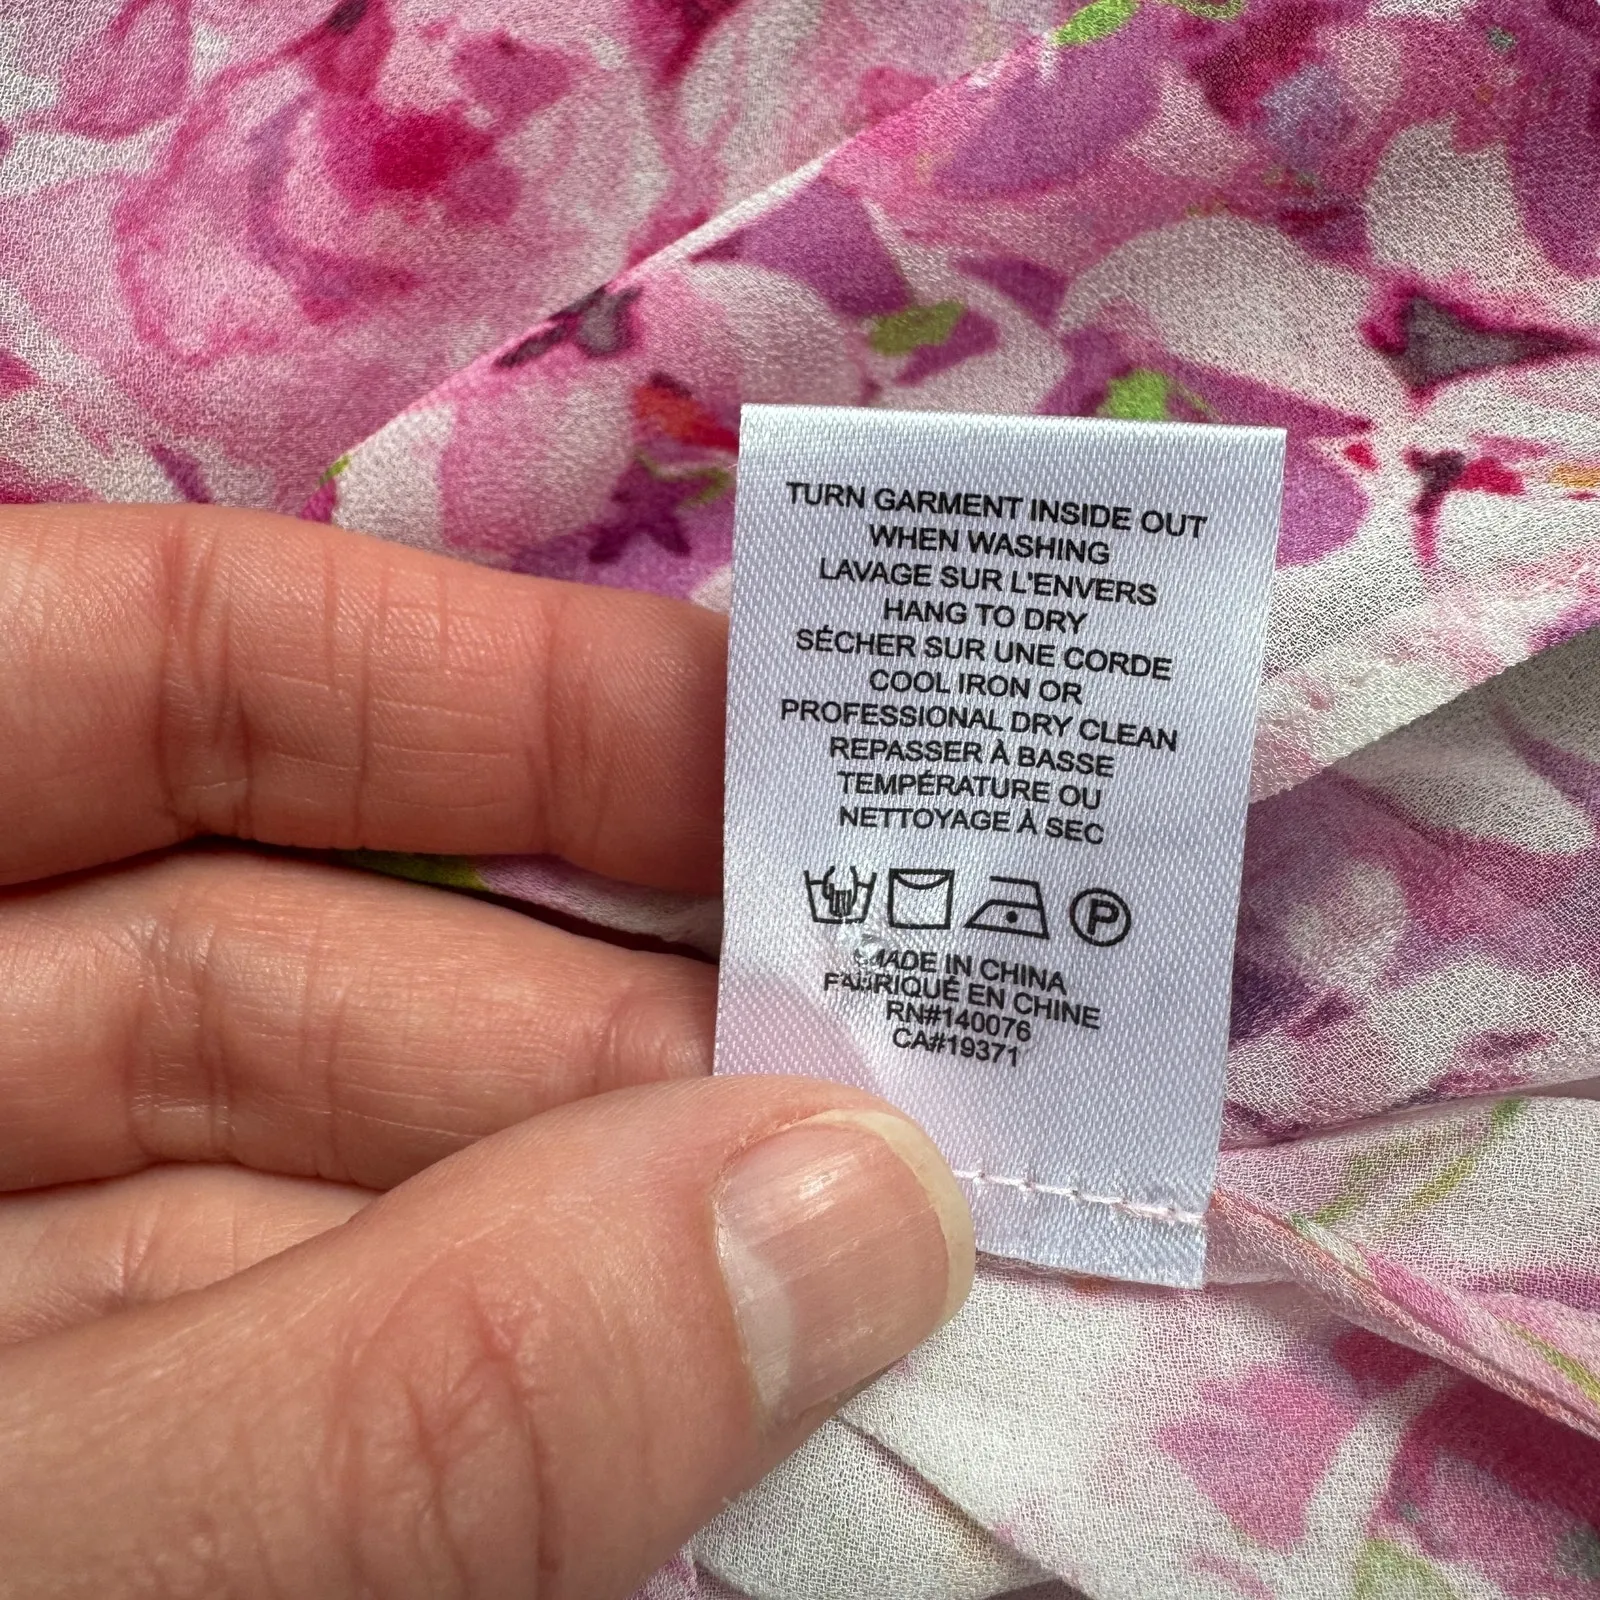 TURN GARMENT INSIDE OUT
WHEN WASHING
LAVAGE SUR L'ENVERS
HANG TO DRY
SÉCHER SUR UNE CORDE
COOL IRON OR
PROFESSIONAL DRY CLEAN
REPASSER À BASSE
TEMPÉRATURE OU
NETTOYAGE À SEC
P
MADE IN CHINA
FABRIQUÉ EN CHINE
RN#140076
CA#19371